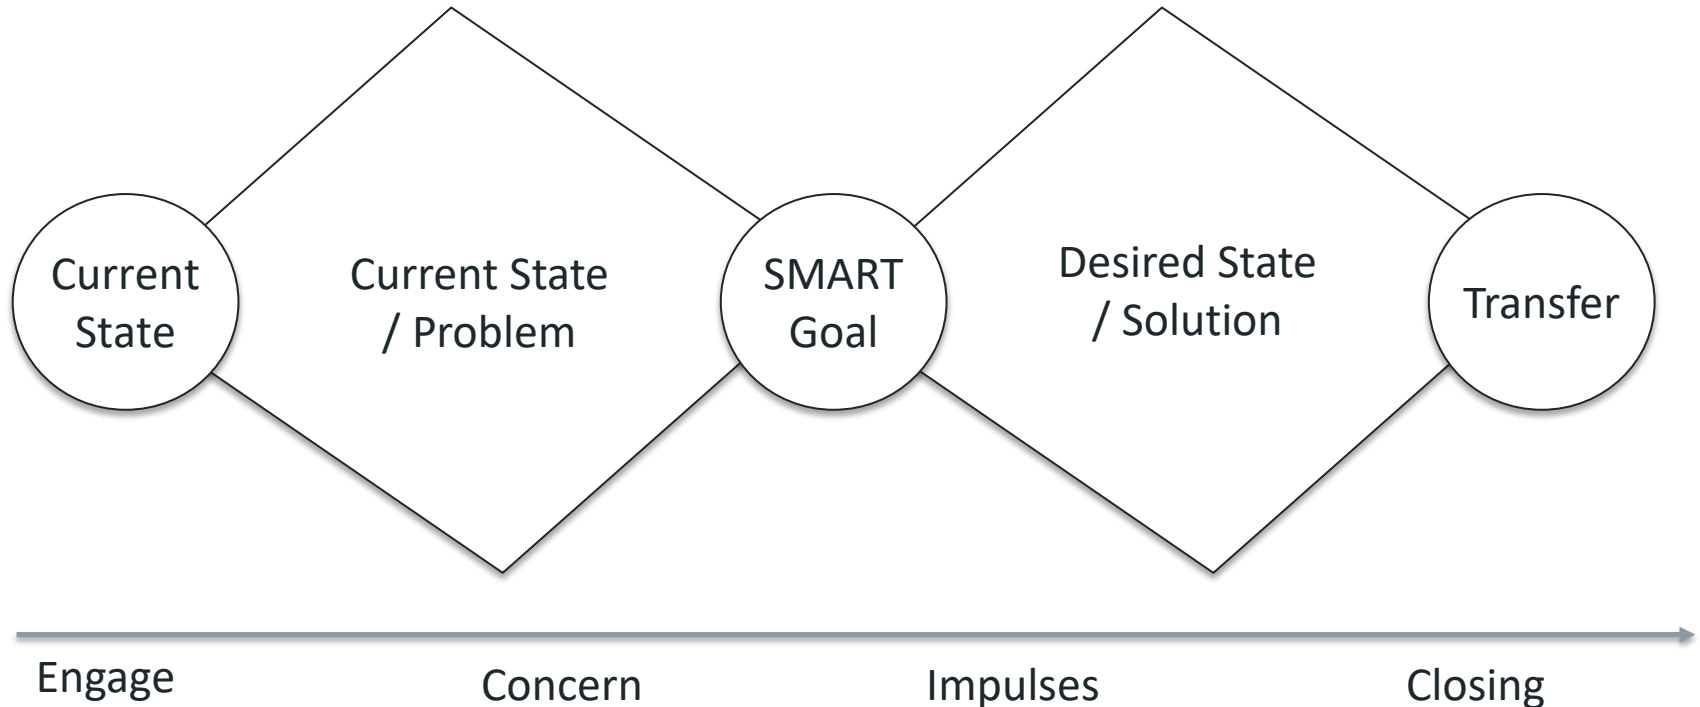 Current
State
Current State
/ Problem
SMART
Goal
Desired State
/ Solution
Transfer
Engage
Concern
Impulses
Closing